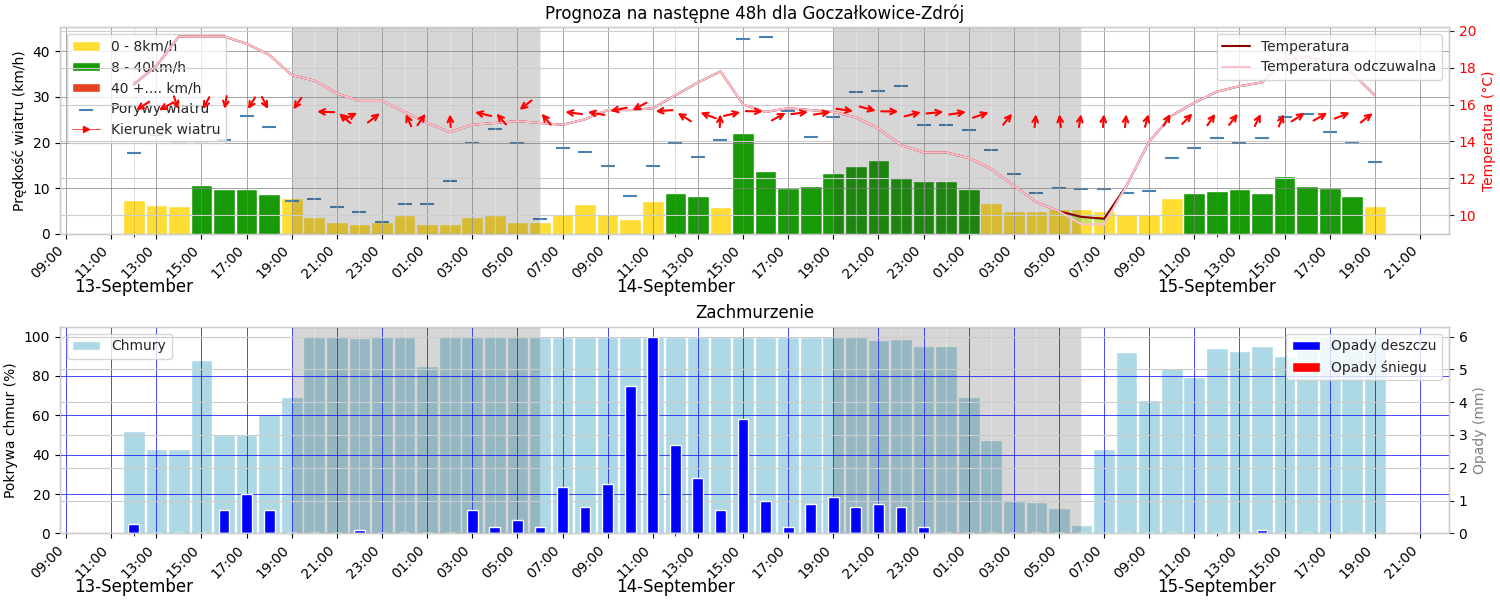 Prognoza na następne 48h dla Goczałkowice-Zdrój
Prędkość wiatru (km/h)
40
30
20
10
0
0 - 8km/h
8 - 40km/h
40 +.... km/h
Porywy wiatru
Kierunek wiatru
Temperatura
Temperatura odczuwalna
20
18
16
14
12
10
Temperatura (°C)
09:00 11:00 13:00 15:00 17:00 19:00 21:00 23:00 01:00 03:00 05:00 07:00 09:00 11:00 13:00 15:00 17:00 19:00 21:00 23:00 01:00 03:00 05:00 07:00 09:00 11:00 13:00 15:00 17:00 19:00 21:00
13-September 14-September 15-September
Zachmurzenie
Pokrywa chmur (%)
100
80
60
40
20
0
Chmury
Opady deszczu
Opady śniegu
6
5
4
3
2
1
0
Opady (mm)
09:00 11:00 13:00 15:00 17:00 19:00 21:00 23:00 01:00 03:00 05:00 07:00 09:00 11:00 13:00 15:00 17:00 19:00 21:00 23:00 01:00 03:00 05:00 07:00 09:00 11:00 13:00 15:00 17:00 19:00 21:00
13-September 14-September 15-September